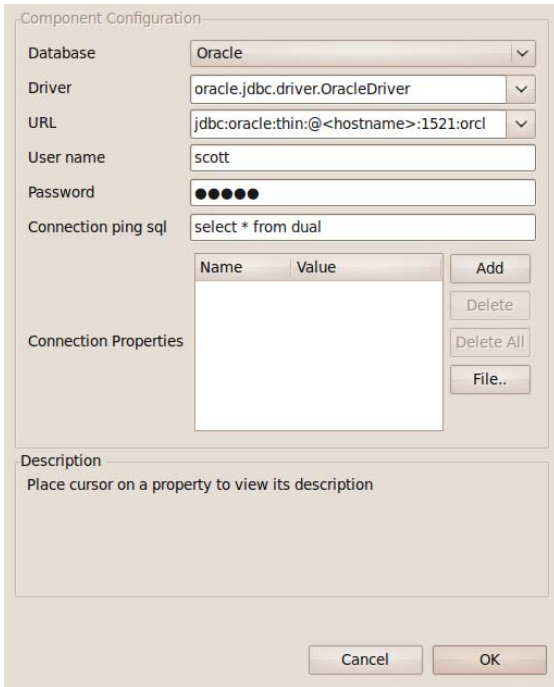 Component Configuration
Database Oracle
Driver oracle.jdbc.driver.OracleDriver
URL jdbc:oracle:thin:@<hostname>:1521:orcl
User name scott
Password ●●●●●
Connection ping sql select * from dual
Name Value Add
Delete
Connection Properties Delete All
File..
Description
Place cursor on a property to view its description
Cancel OK